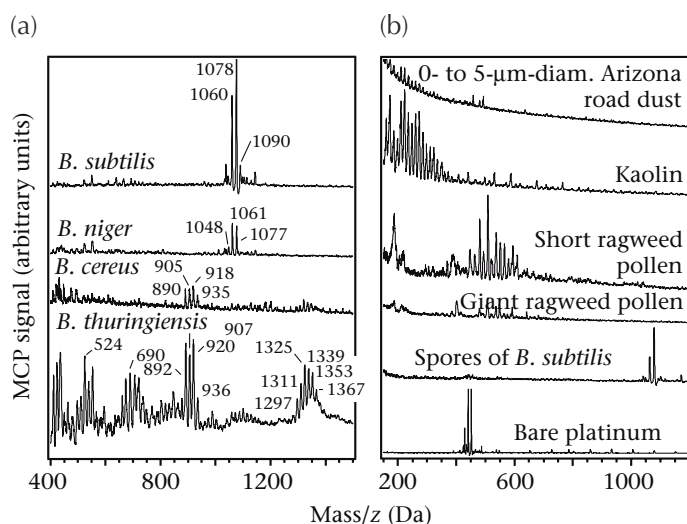 (a)
MCP signal (arbitrary units)
1078
1060
1090
B. subtilis
B. niger
1061
1048
1077
B. cereus
905
918
890
935
B. thuringiensis
907
524
690
892
920
936
1325
1339
1353
1311
1367
1297
400
800
1200
(b)
0- to 5-µm-diam. Arizona
road dust
Kaolin
Short ragweed
pollen
Giant ragweed pollen
Spores of B. subtilis
Bare platinum
200
600
1000
Mass/z (Da)